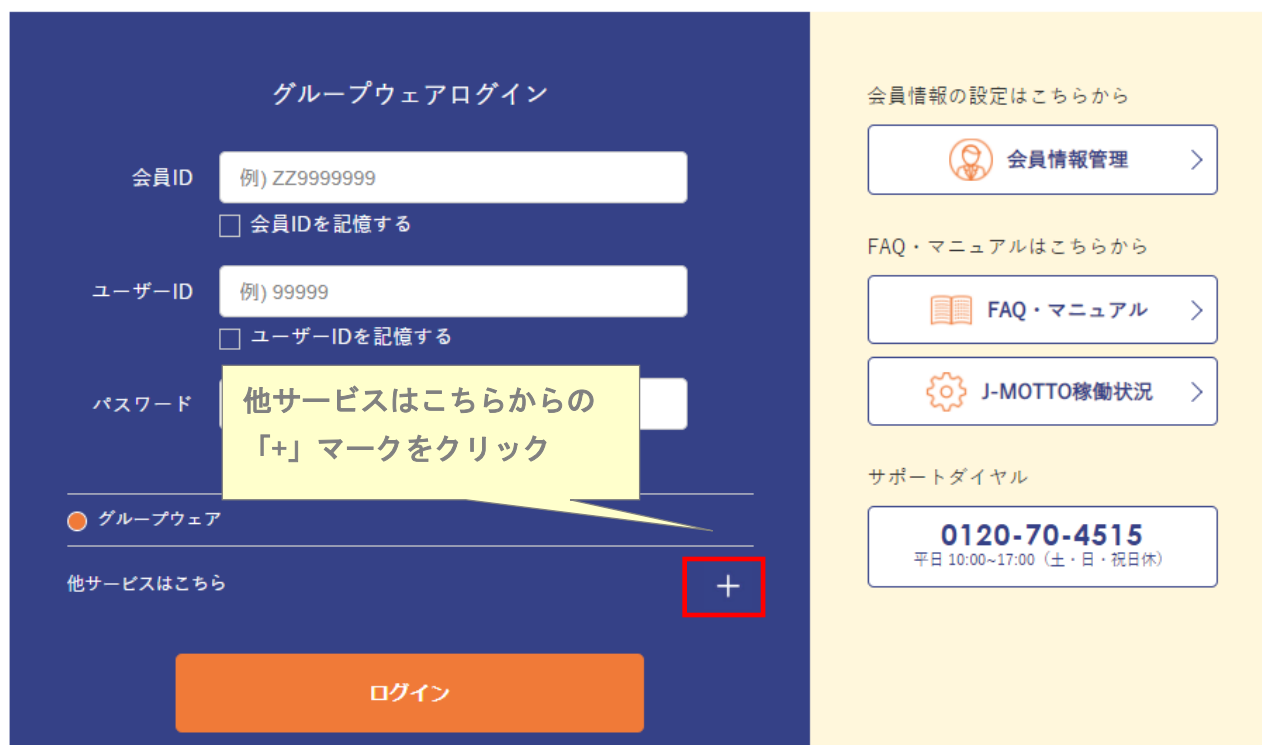 グループウェアログイン
会員ID
例) ZZ9999999
会員IDを記憶する
ユーザーID
例) 99999
ユーザーIDを記憶する
パスワード
他サービスはこちらからの
「+」マークをクリック
グループウェア
他サービスはこちら
+
ログイン
会員情報の設定はこちらから
会員情報管理
FAQ・マニュアルはこちらから
FAQ・マニュアル
J-MOTTO稼働状況
サポートダイヤル
0120-70-4515
平日 10:00~17:00（土・日・祝日休）